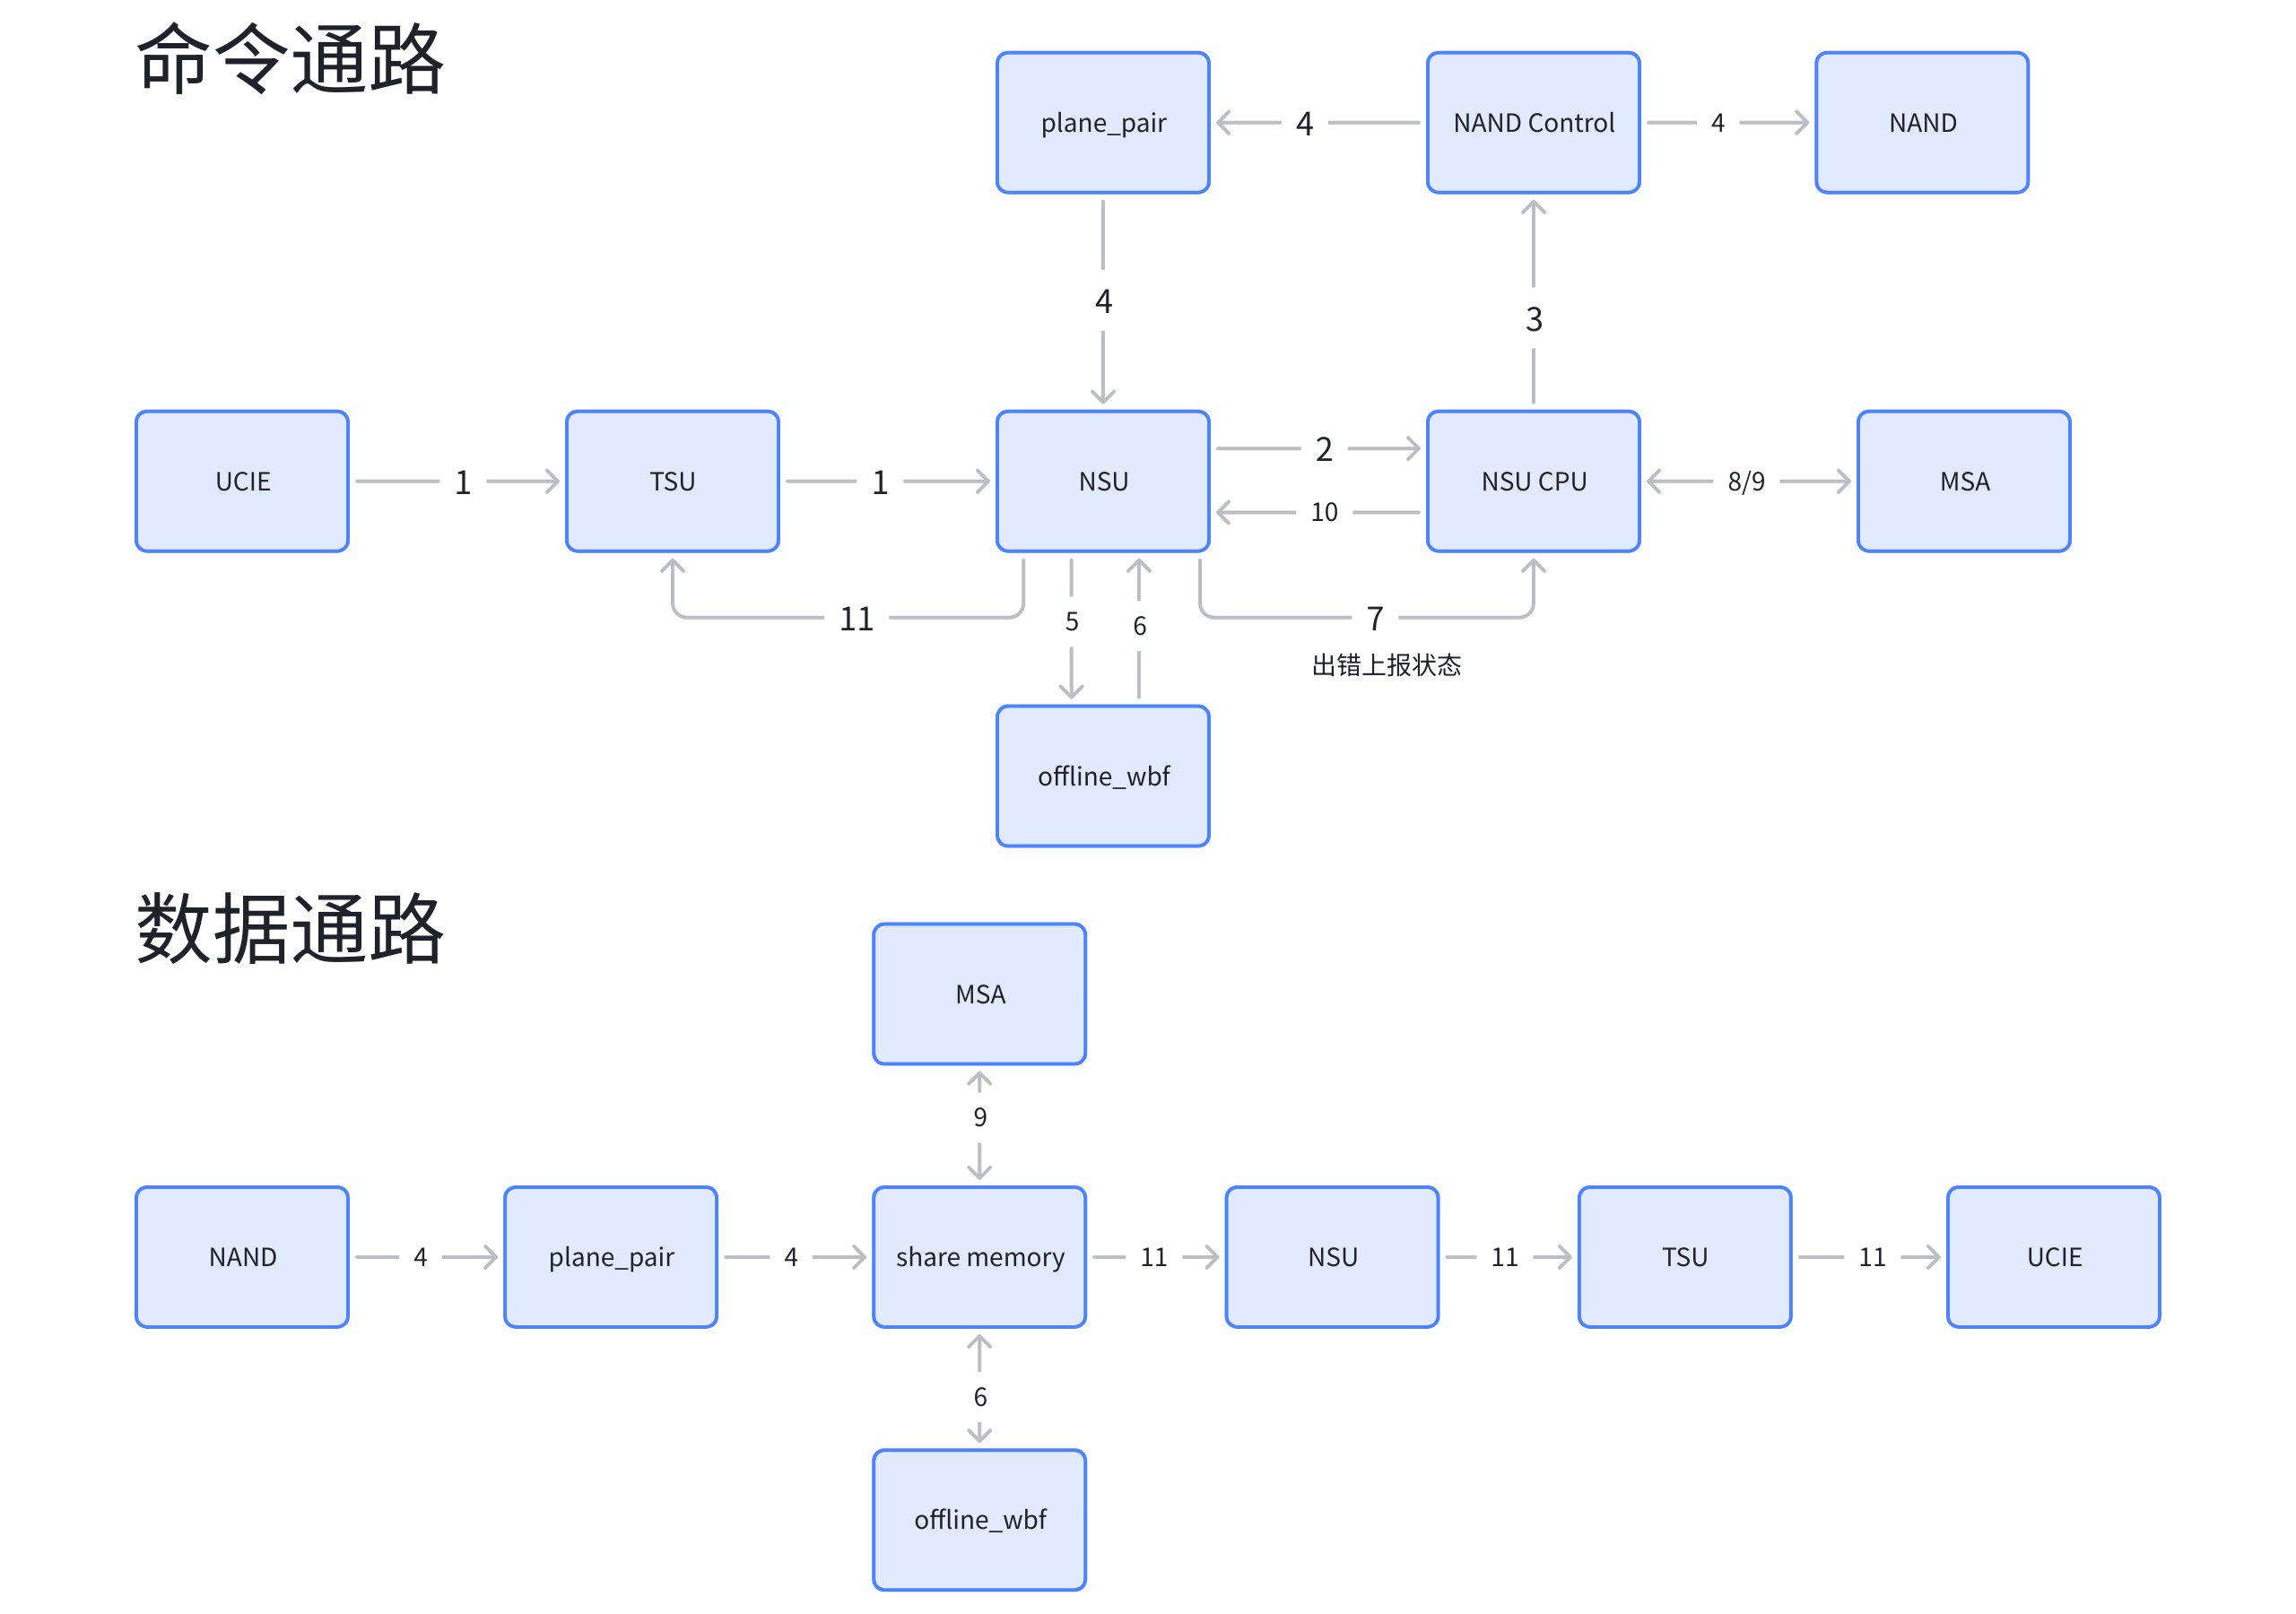 命令通路
plane_pair
4
NAND Control
4
NAND
4
3
UCIE
1
TSU
1
NSU
2
10
NSU CPU
8/9
MSA
11
5
6
7
出错上报状态
offline_wbf
数据通路
MSA
9
NAND
4
plane_pair
4
share memory
11
NSU
11
TSU
11
UCIE
6
offline_wbf